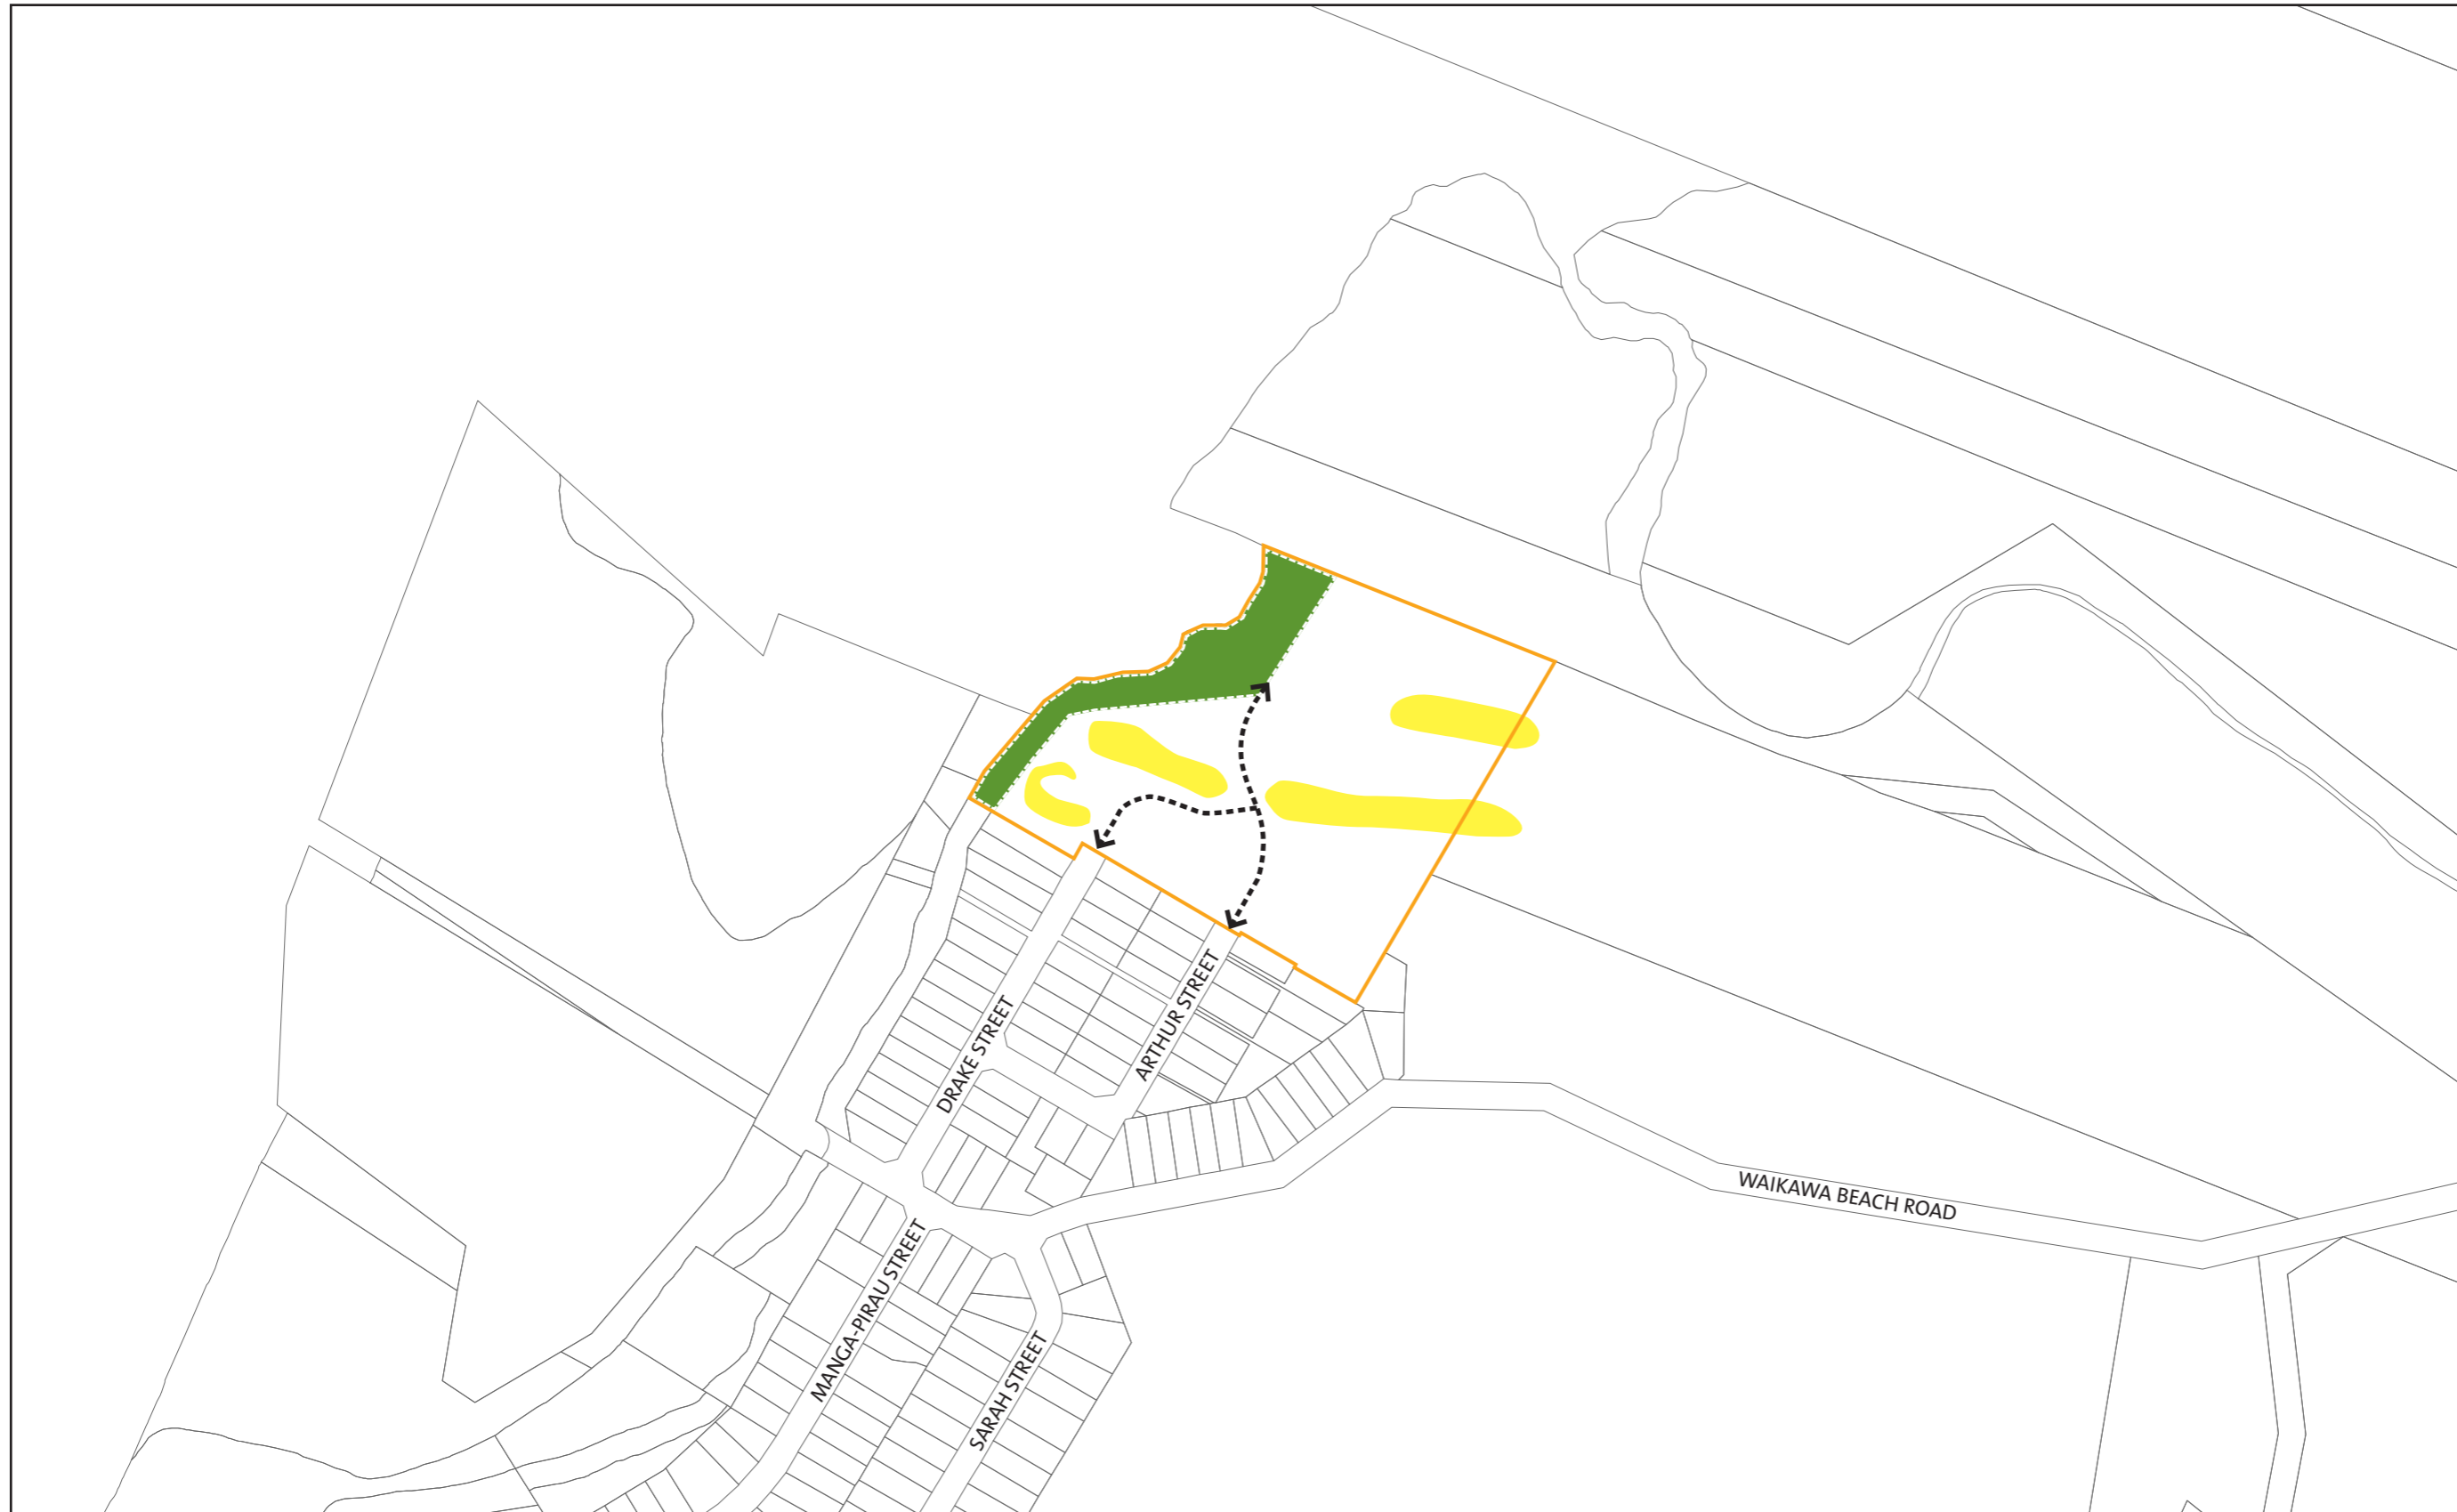 ARTHUR STREET
DRAKE STREET
WAIKAWA BEACH ROAD
MANGA-PIRAU STREET
SARAH STREET